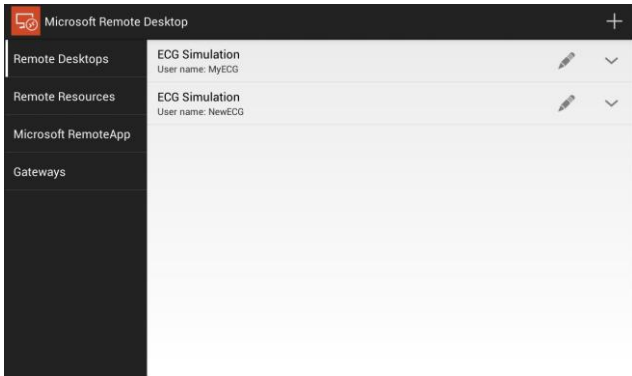 Microsoft Remote Desktop
Remote Desktops
Remote Resources
Microsoft RemoteApp
Gateways
ECG Simulation
User name: MyECG
ECG Simulation
User name: NewECG